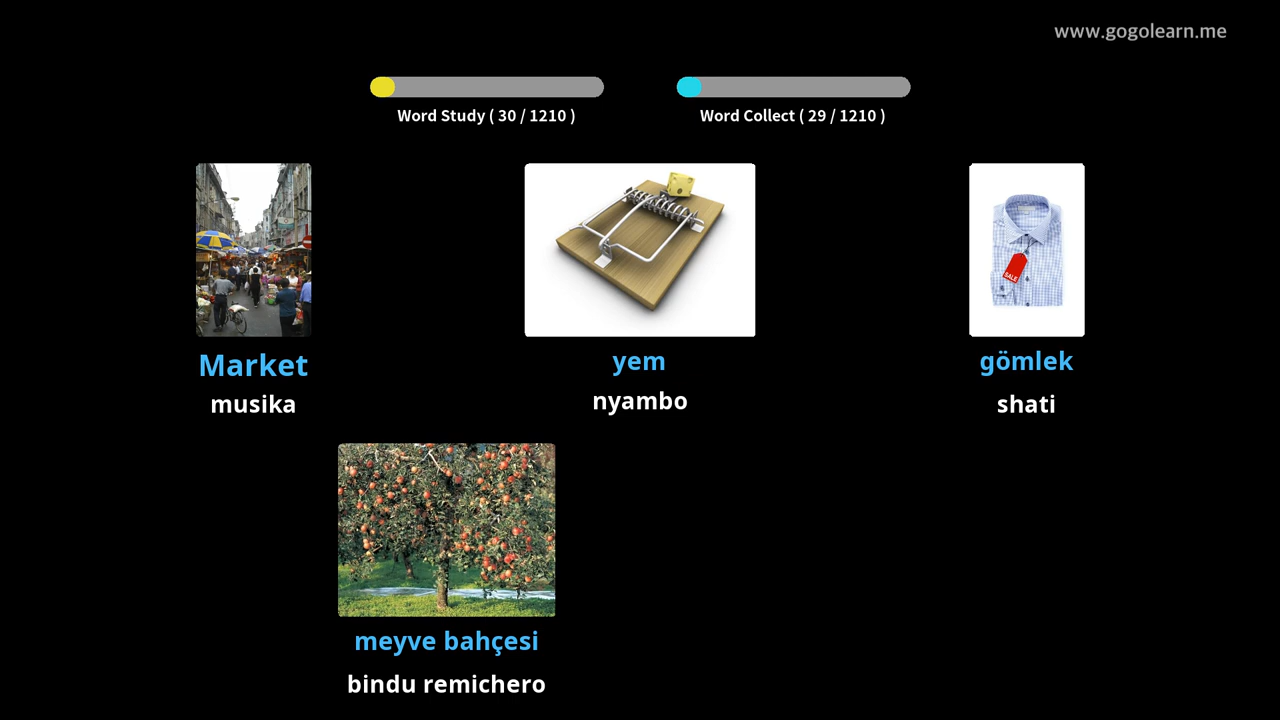 www.gogolearn.me
Word Study ( 30 / 1210 )
Word Collect ( 29 / 1210 )
SALE
Market
musika
yem
nyambo
gömlek
shati
meyve bahçesi
bindu remichero